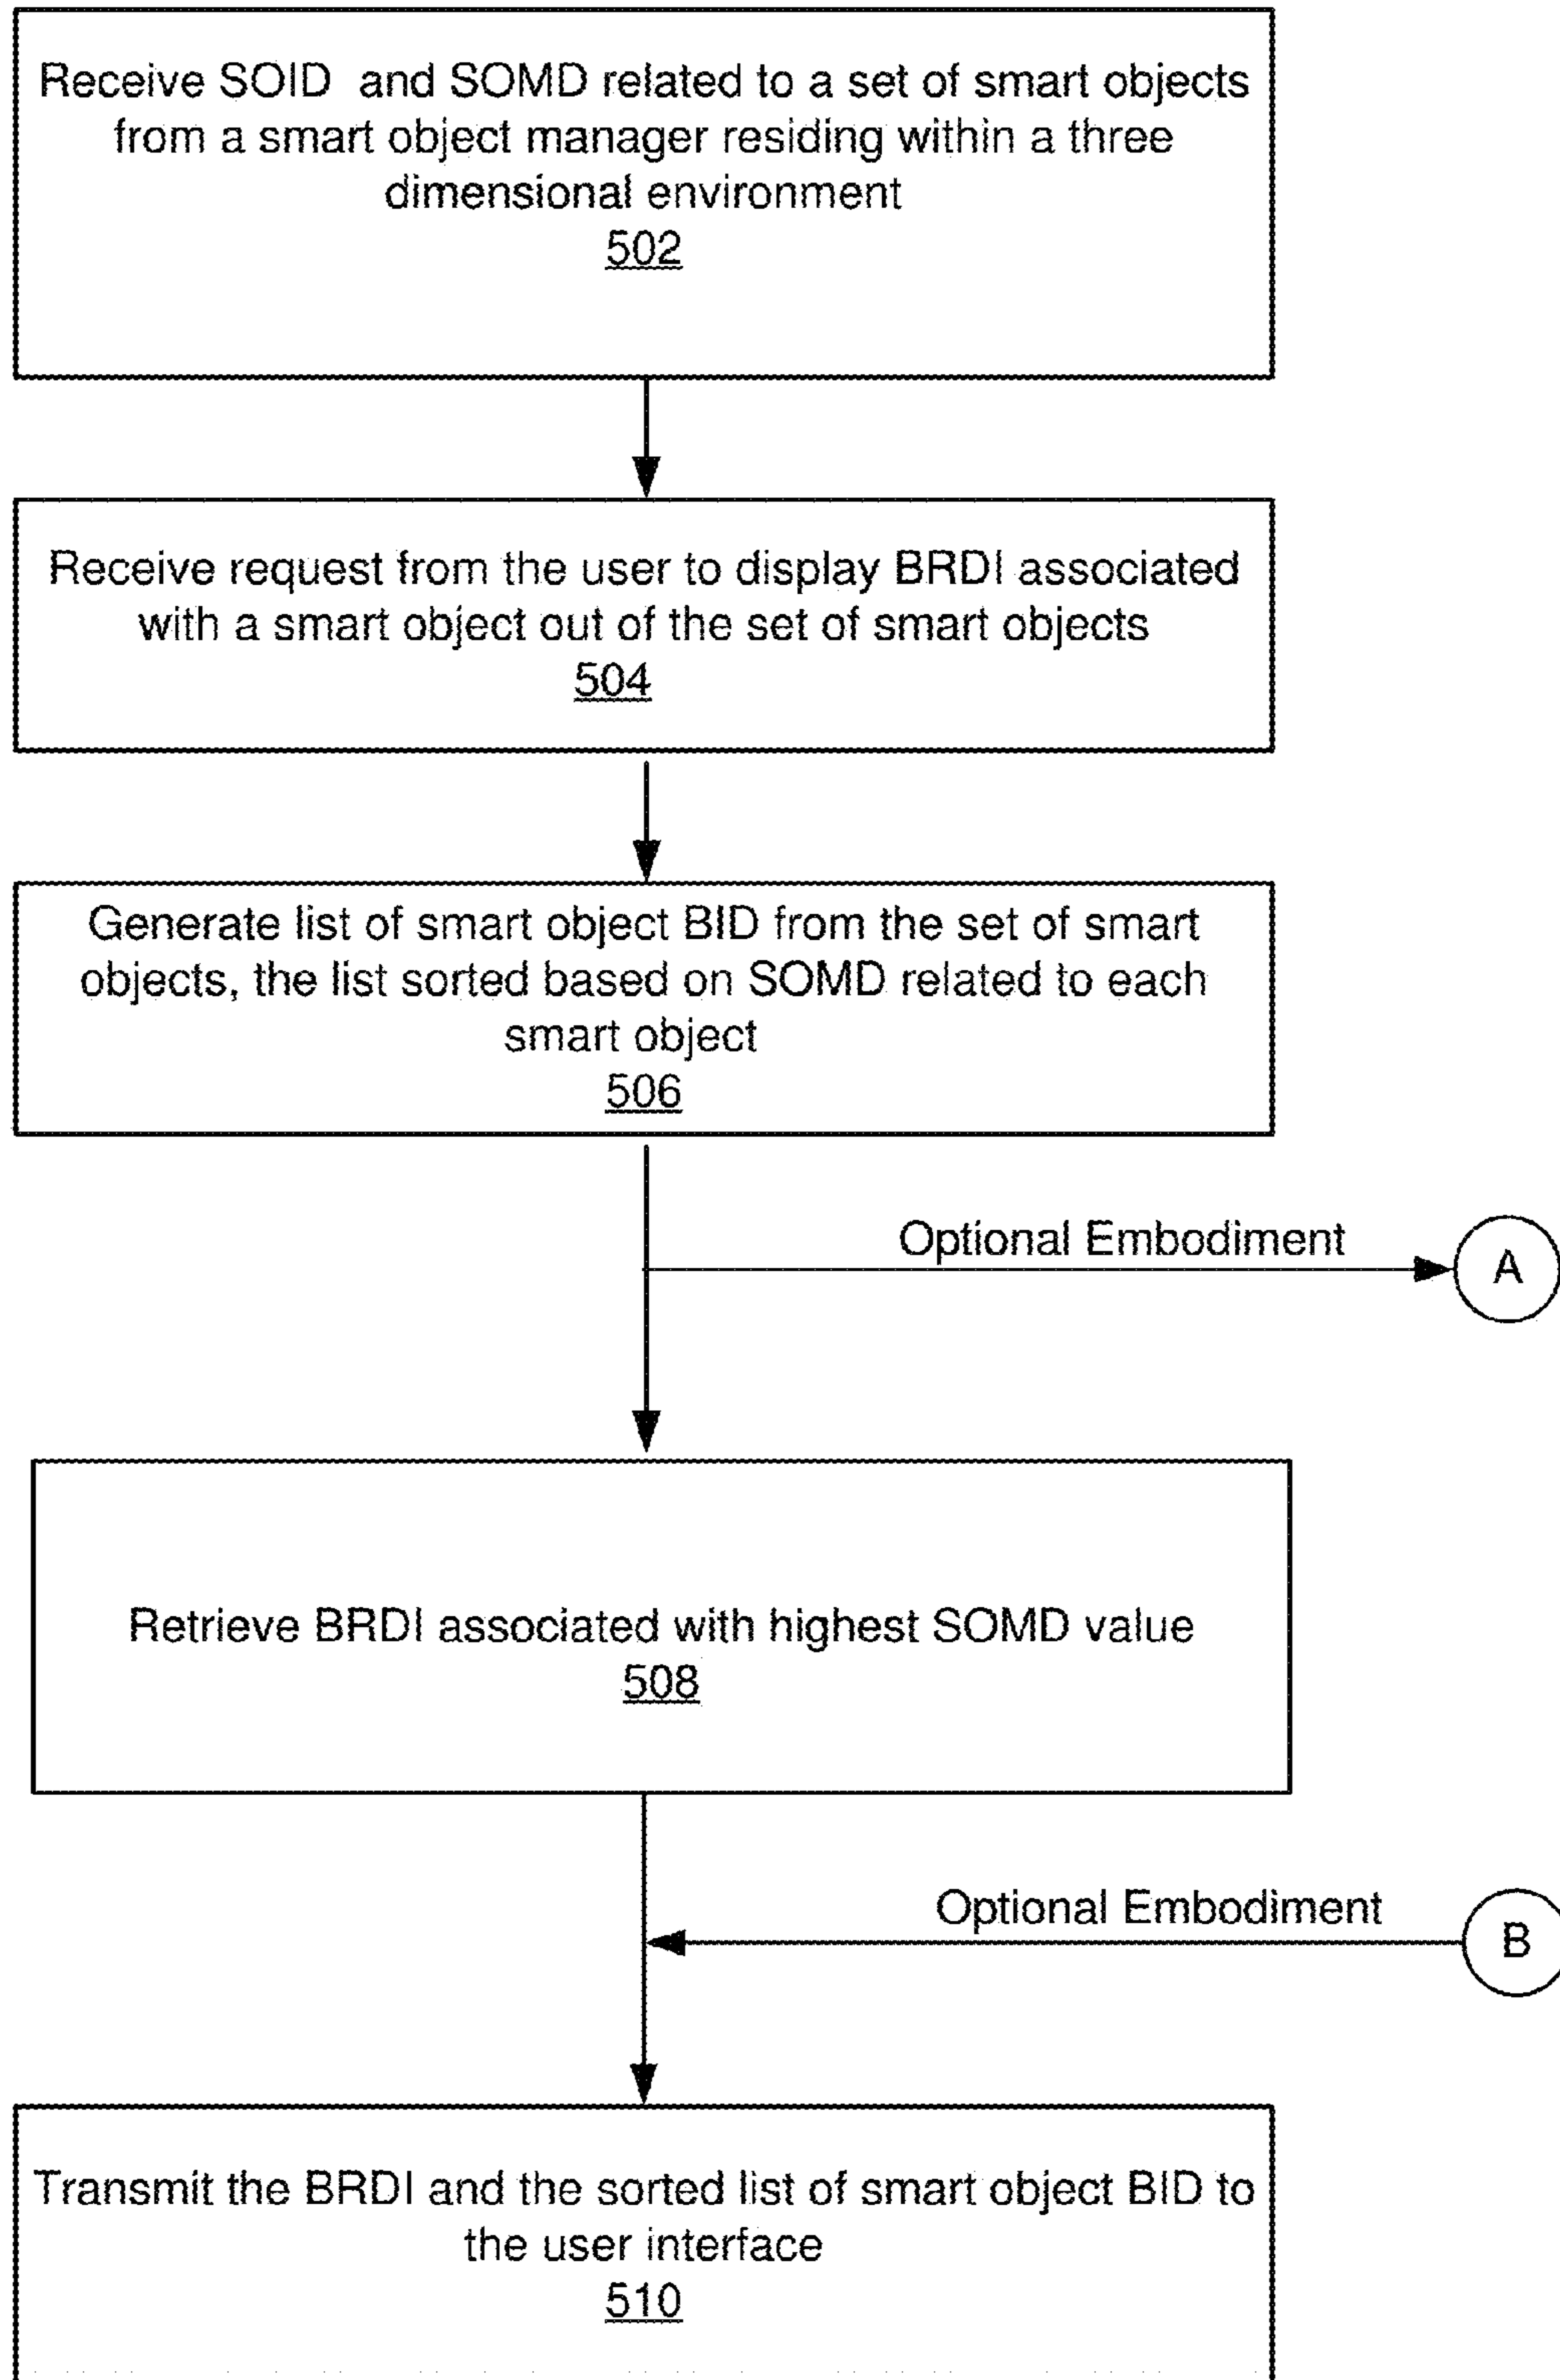 Receive SOID and SOMD related to a set of smart objects
from a smart object manager residing within a three
dimensional environment
502
Receive request from the user to display BRDI associated
with a smart object out of the set of smart objects
504
Generate list of smart object BID from the set of smart
objects, the list sorted based on SOMD related to each
smart object
506
Optional Embodiment
A
Retrieve BRDI associated with highest SOMD value
508
Optional Embodiment
B
Transmit the BRDI and the sorted list of smart object BID to
the user interface
510